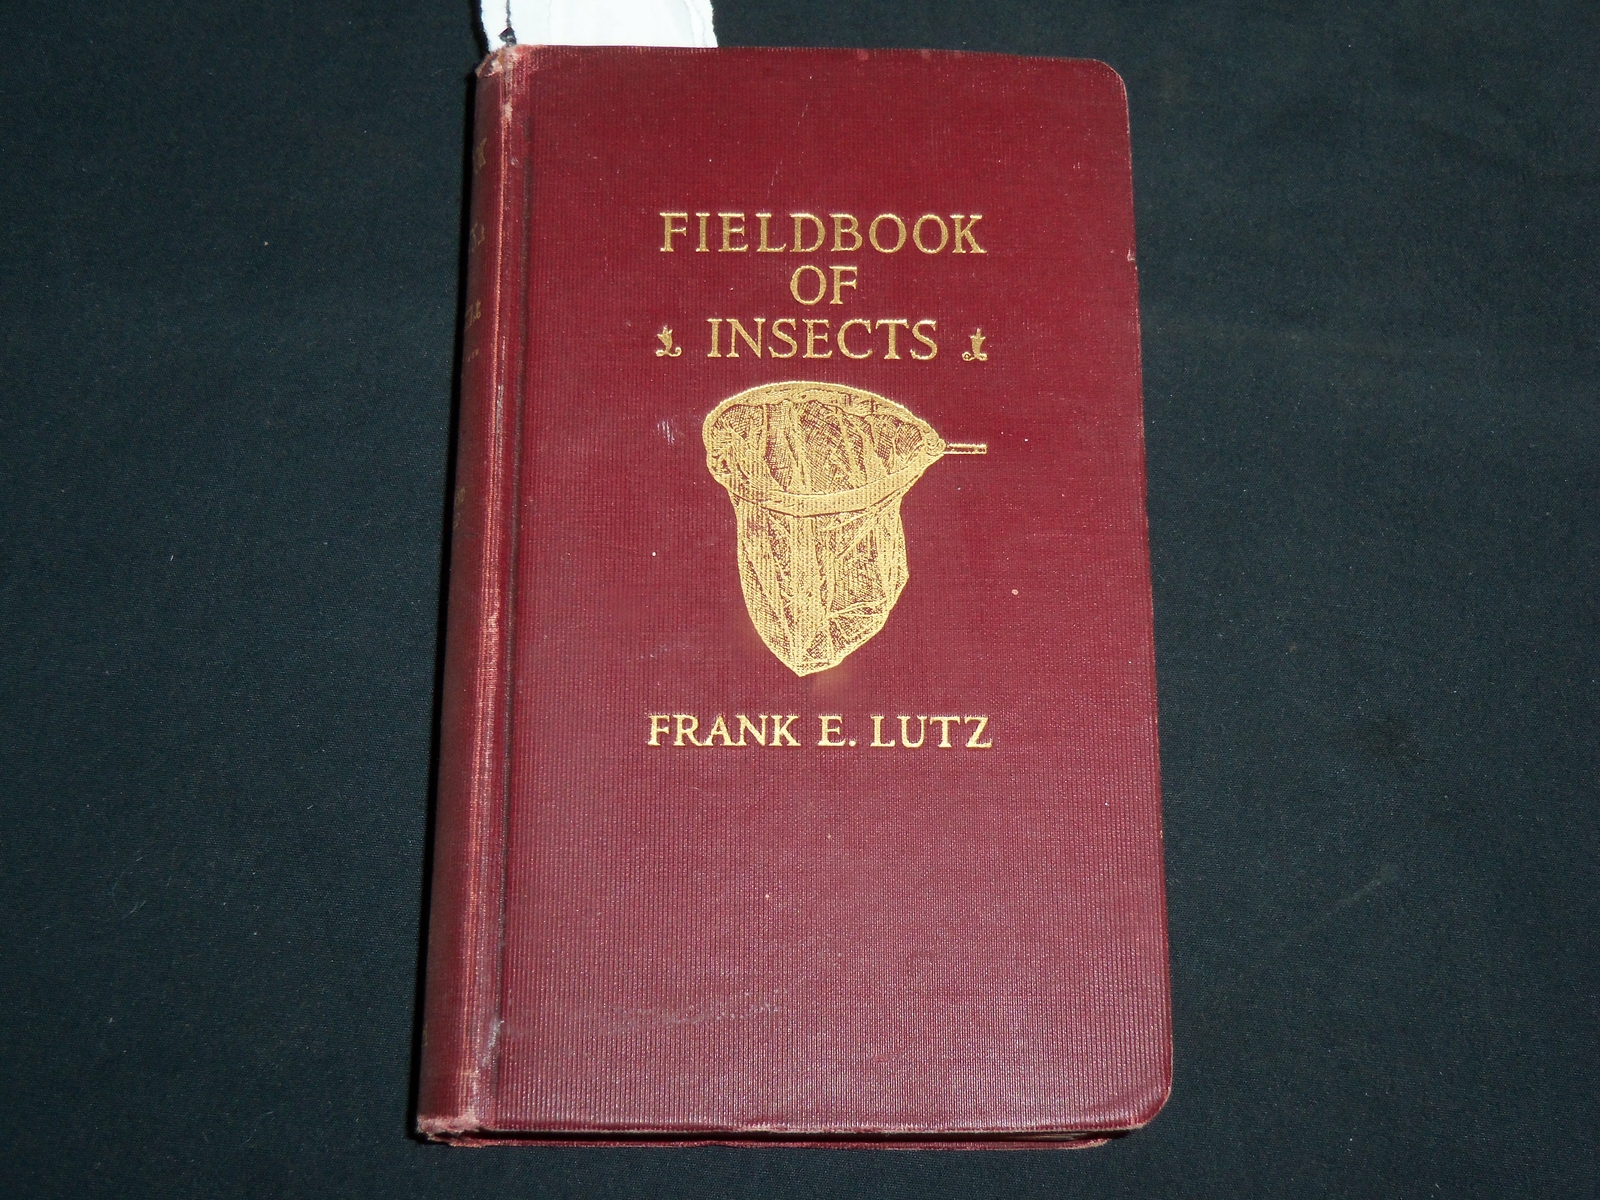 FIELDBOOK
OF
INSECTS
FRANK E. LUTZ